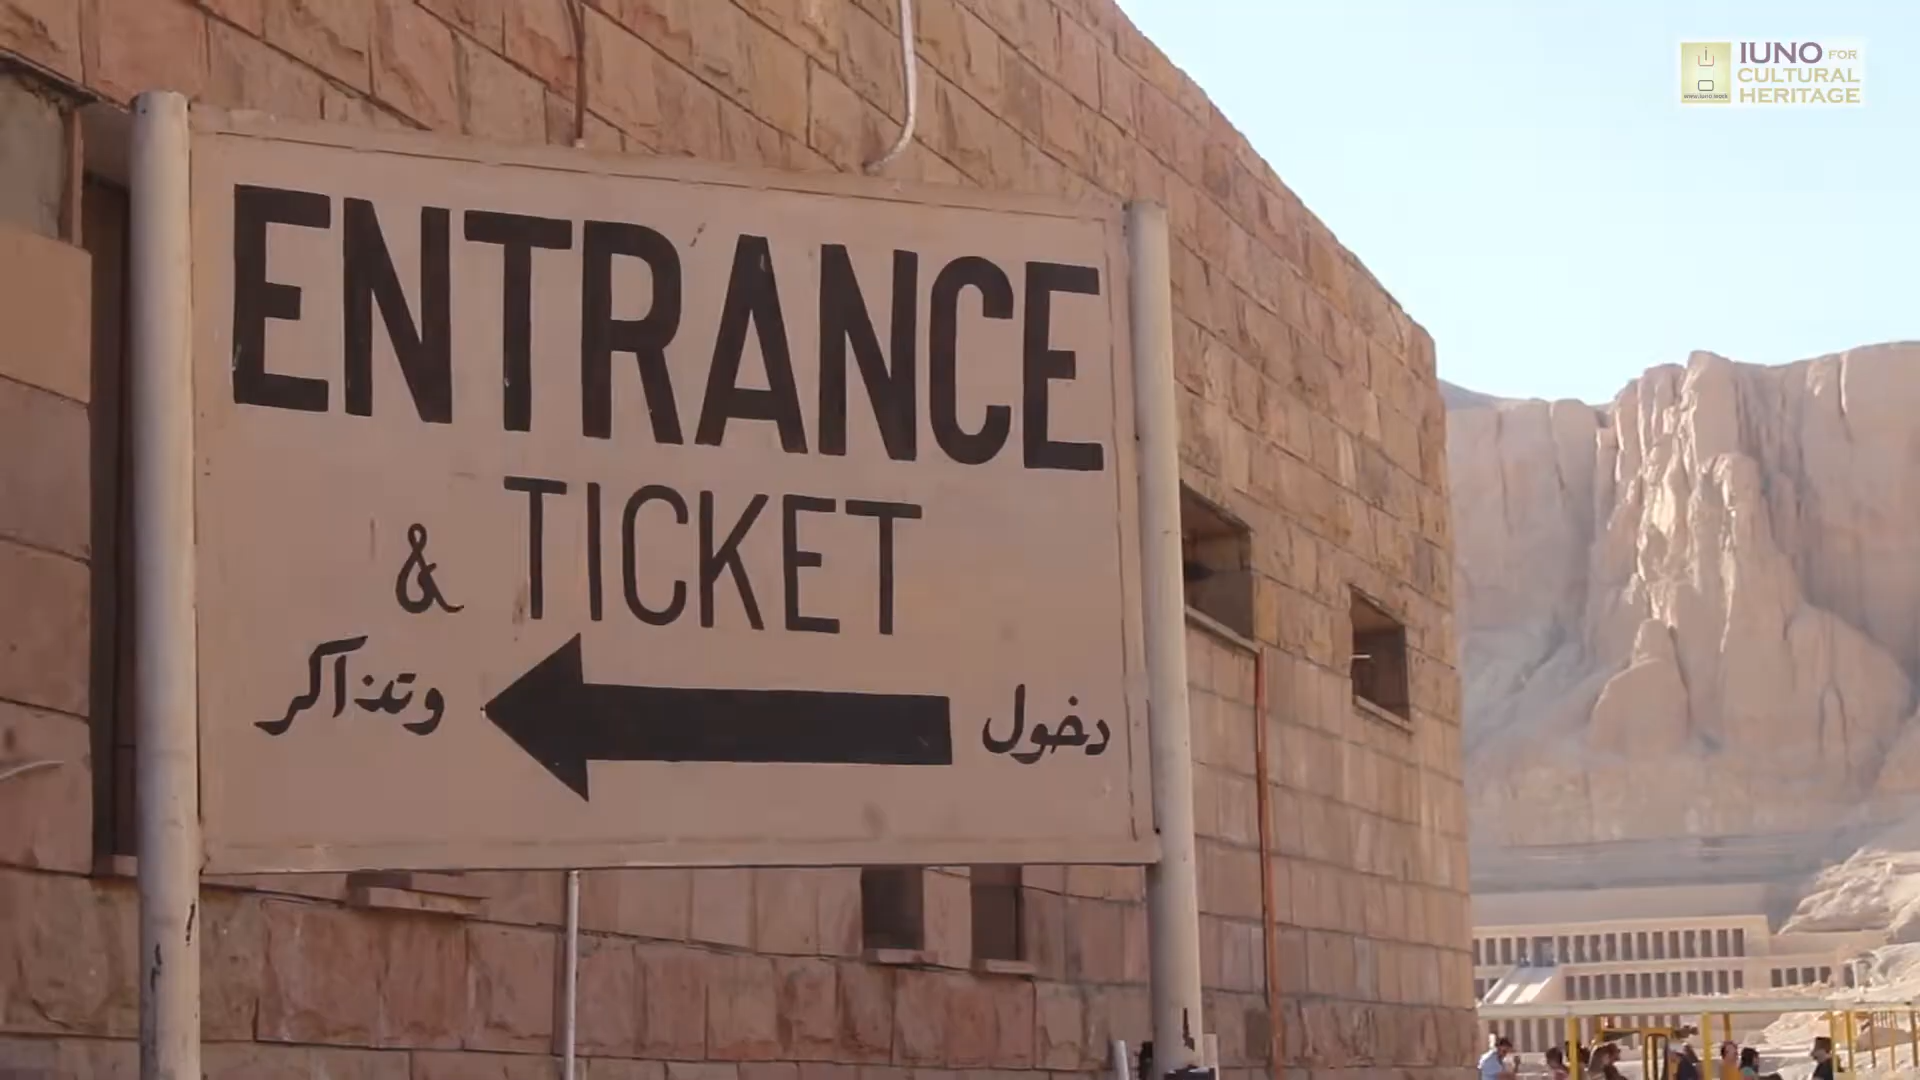 IUNO FOR
CULTURAL
HERITAGE
ENTRANCE
& TICKET
دخول وتذاكر